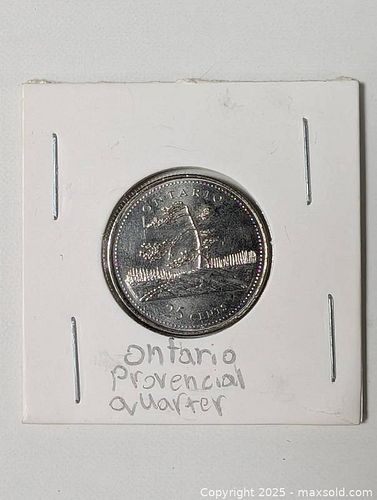 ONTARIO
25 CENTS
Ontario
Provencial
quarter
Copyright © 2025 - maxsold.com